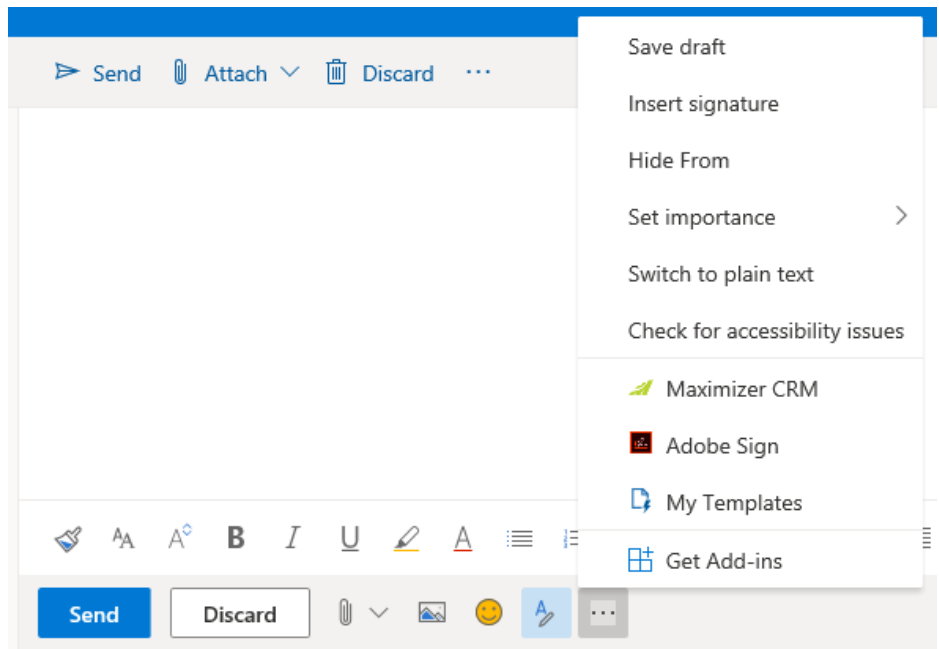 Send Attach Discard ···
Save draft
Insert signature
Hide From
Set importance
Switch to plain text
Check for accessibility issues
Maximizer CRM
Adobe Sign
My Templates
Get Add-ins
AA A B I U A
Send Discard A ···